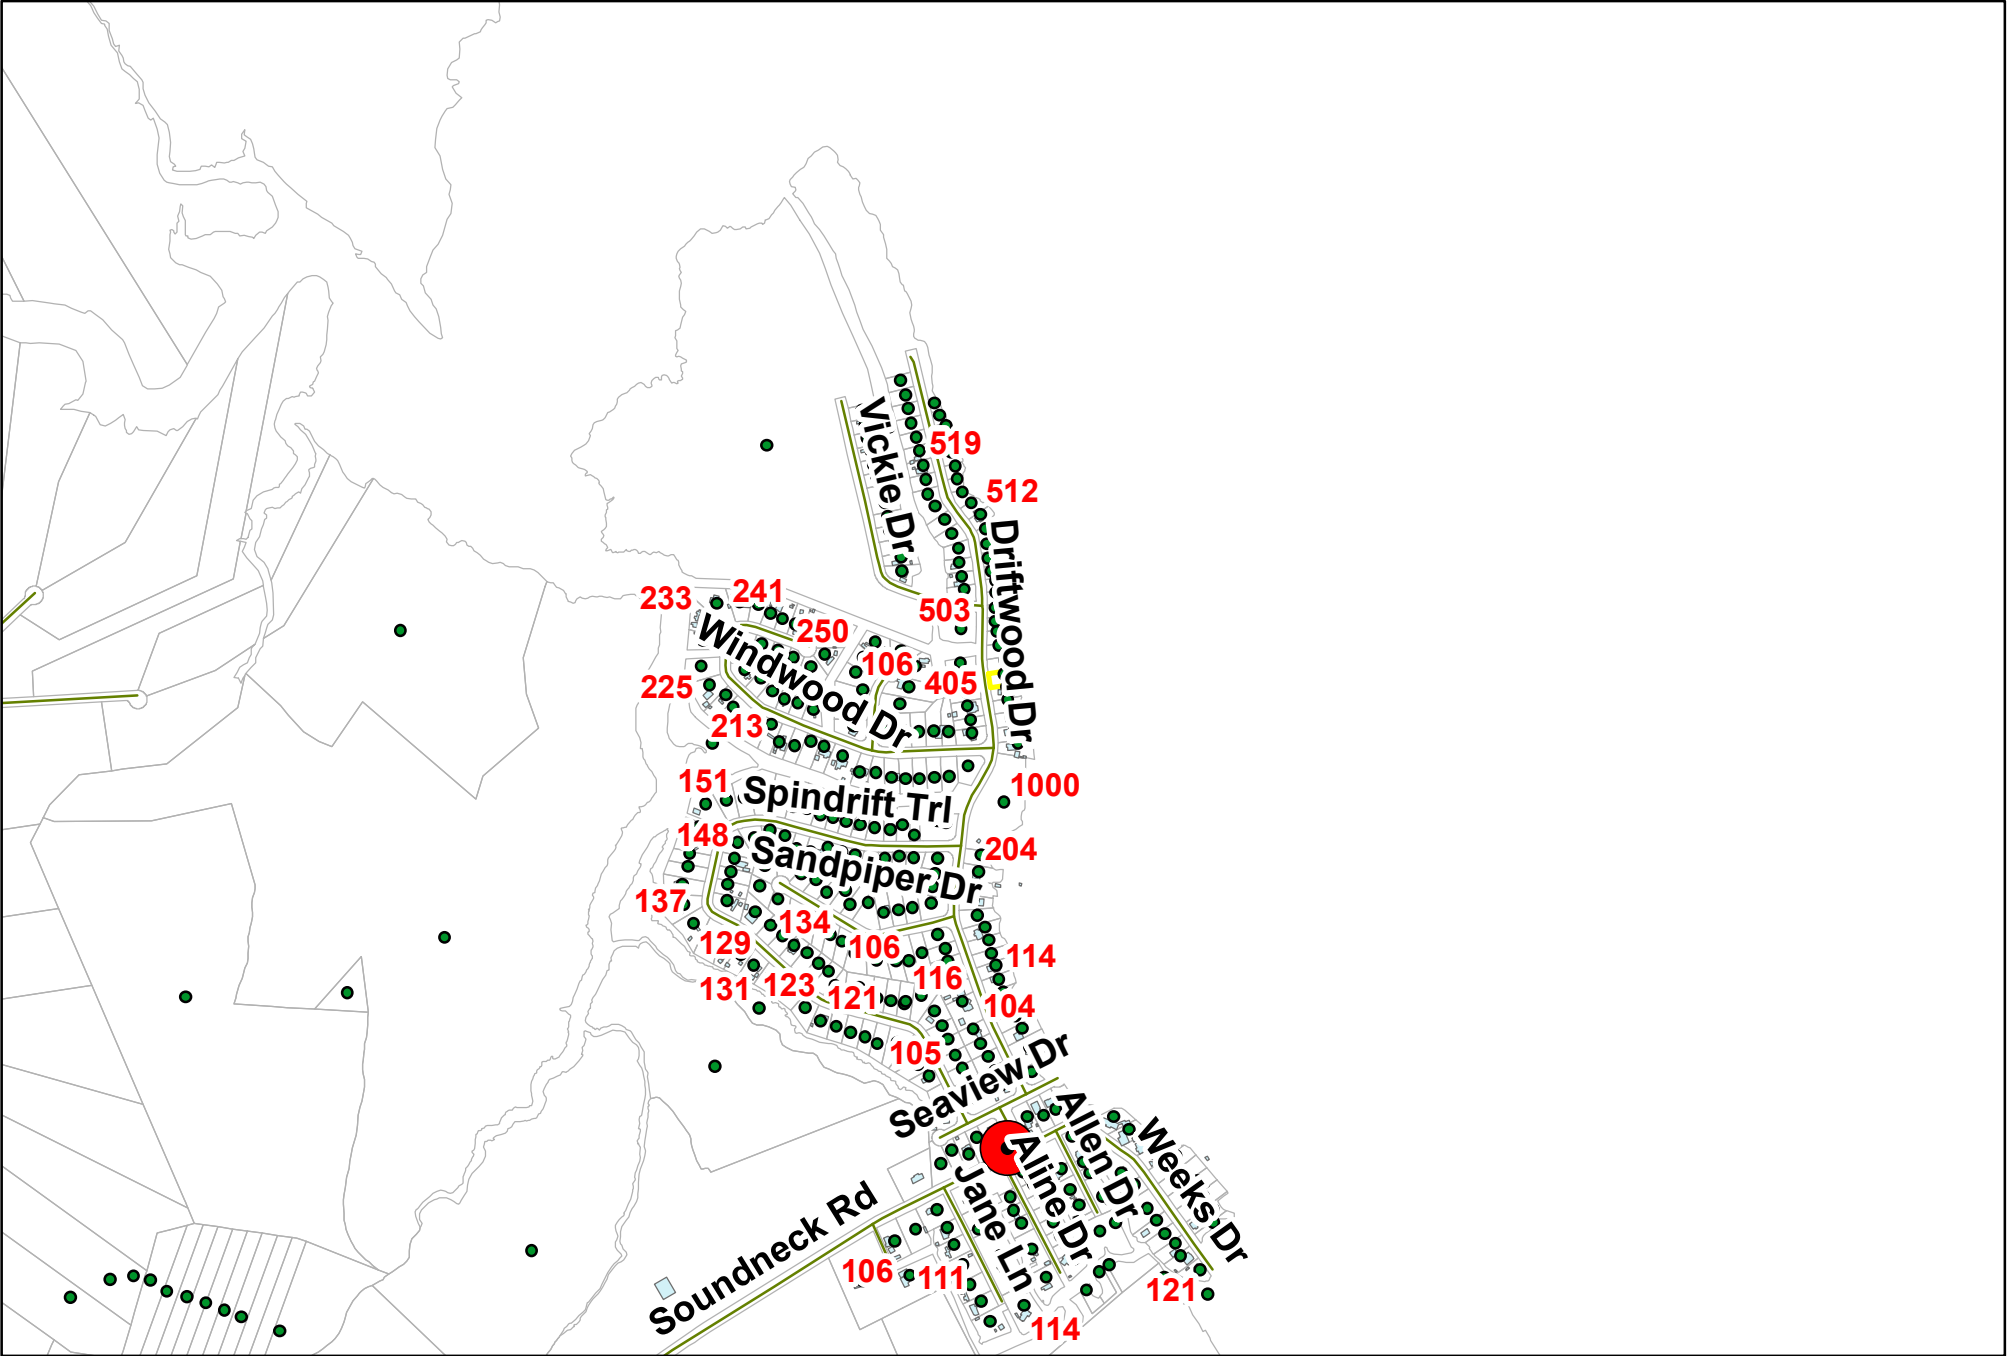 Vickie Dr
519
512
Driftwood Dr
233
241
503
250
Windwood Dr
106
405
225
213
151
Spindrift Trl
1000
148
Sandpiper Dr
204
137
134
129
106
114
131
123
121
116
104
105
Seaview Dr
Allen Dr
Weeks Dr
Aline Dr
Jane Ln
Soundneck Rd
106
111
121
114